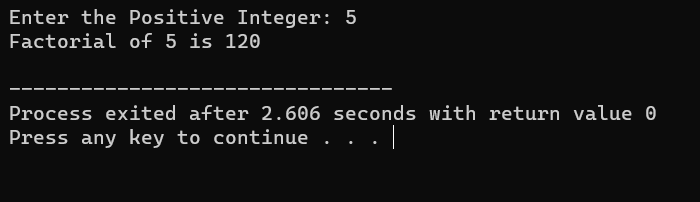 Enter the Positive Integer: 5
Factorial of 5 is 120
--------------------------------
Process exited after 2.606 seconds with return value 0
Press any key to continue . . .